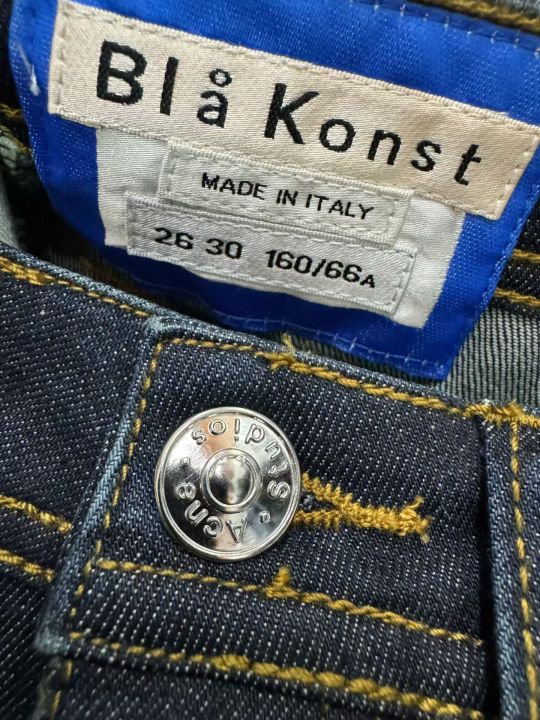 Blå Konst
MADE IN ITALY
26 30 160/66A
Acne • Studios •